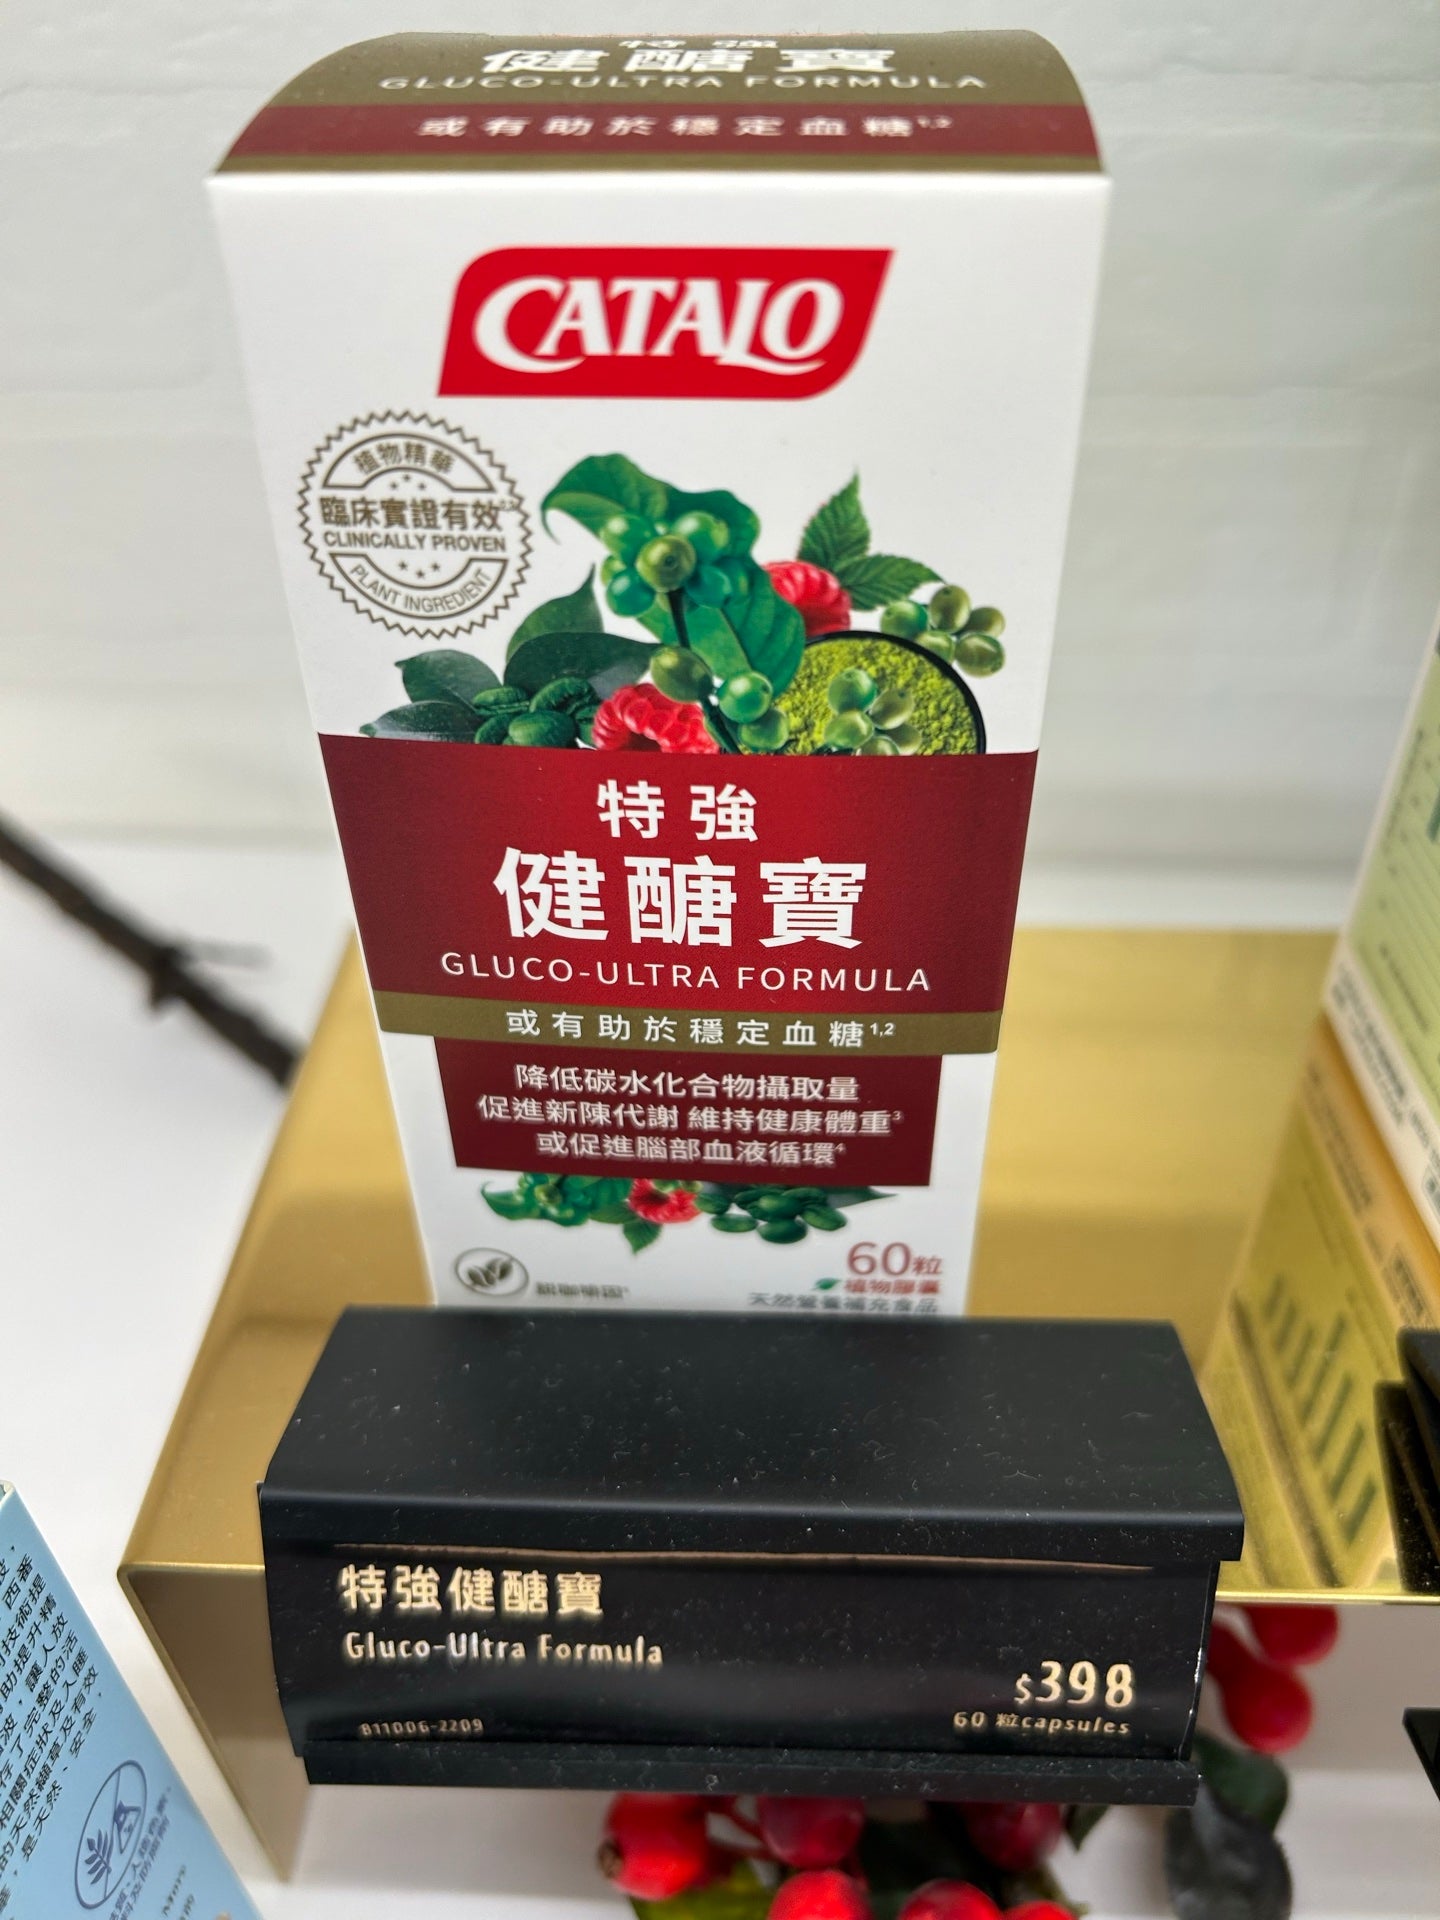 特強
健醣寶
GLUCO-ULTRA FORMULA
或有助於穩定血糖1,2
CATALO
植物精華
臨床實證有效
CLINICALLY PROVEN
PLANT INGREDIENT
特強
健醣寶
GLUCO-ULTRA FORMULA
或有助於穩定血糖1,2
降低碳水化合物攝取量
促進新陳代謝 維持健康體重3
或促進腦部血液循環4
60粒
植物膠囊
天然營養補充食品
特強健醣寶
Gluco-Ultra Formula
$398
811006-2209
60 粒capsules